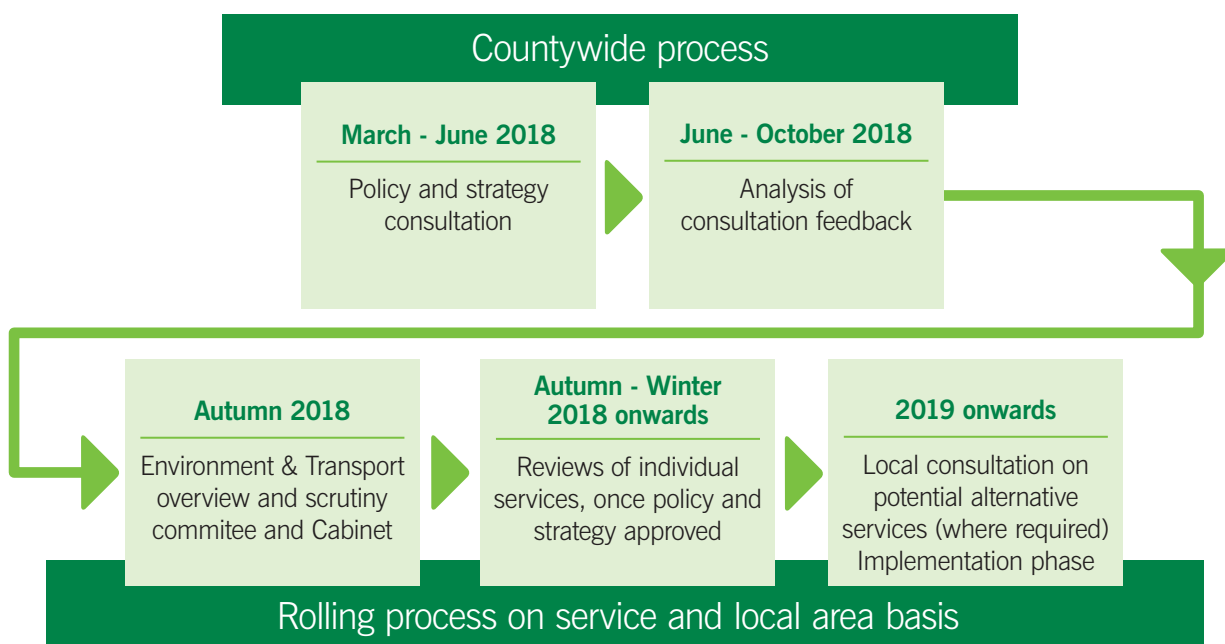 Countywide process
March - June 2018
Policy and strategy
consultation
June - October 2018
Analysis of
consultation feedback
Autumn 2018
Environment & Transport
overview and scrutiny
commitee and Cabinet
Autumn - Winter
2018 onwards
Reviews of individual
services, once policy and
strategy approved
2019 onwards
Local consultation on
potential alternative
services (where required)
Implementation phase
Rolling process on service and local area basis